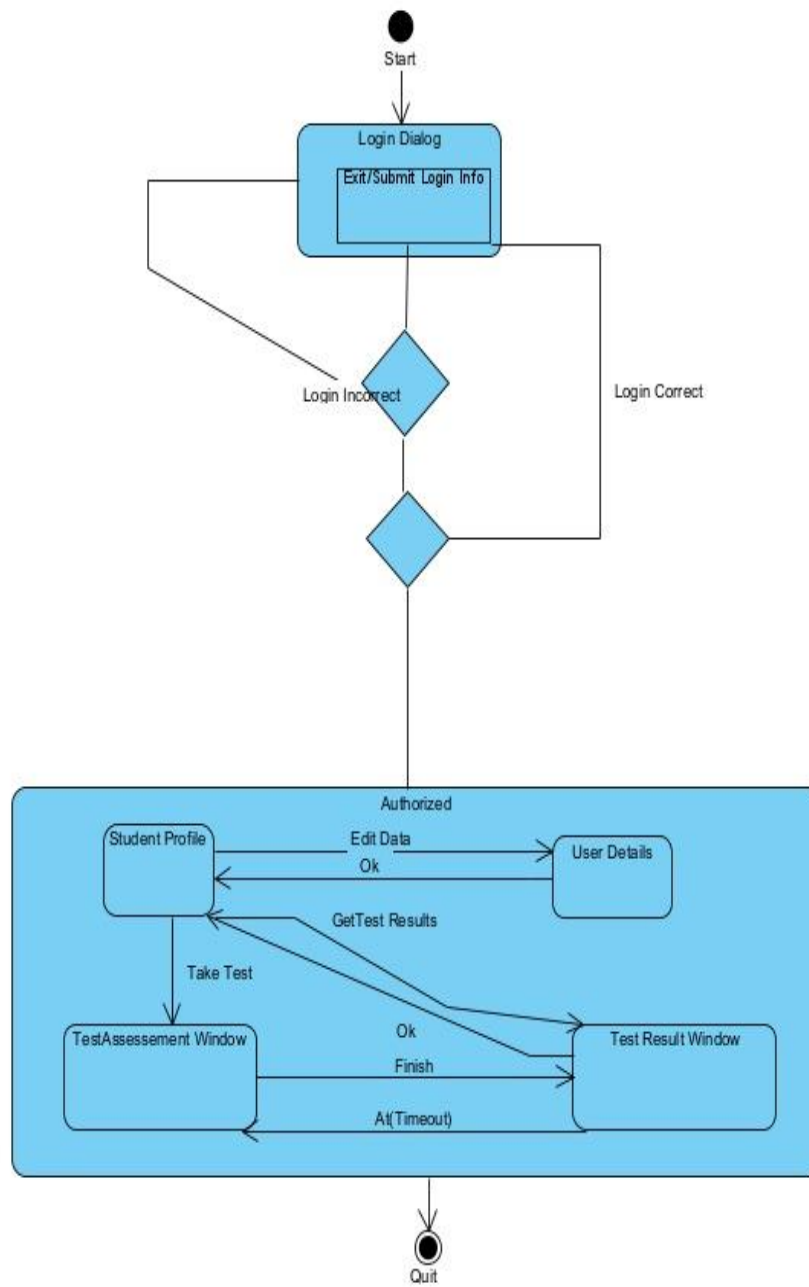 Start
Login Dialog
Exit/Submit Login Info
Login Incorrect
Login Correct
Authorized
Student Profile
Edit Data
User Details
Ok
GetTest Results
Take Test
TestAssessement Window
Ok
Test Result Window
Finish
At(Timeout)
Quit